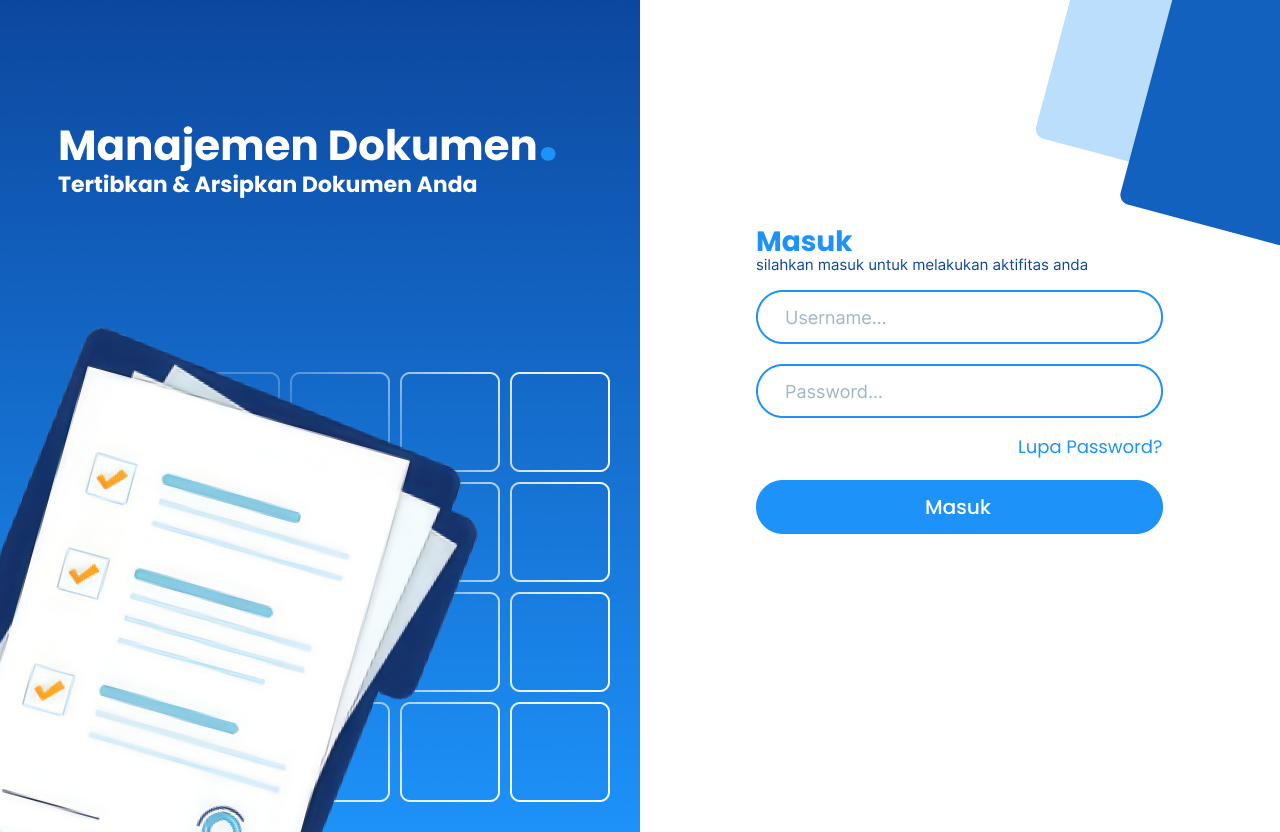 Manajemen Dokumen.
Tertibkan & Arsipkan Dokumen Anda
Masuk
silahkan masuk untuk melakukan aktifitas anda
Username...
Password...
Lupa Password?
Masuk